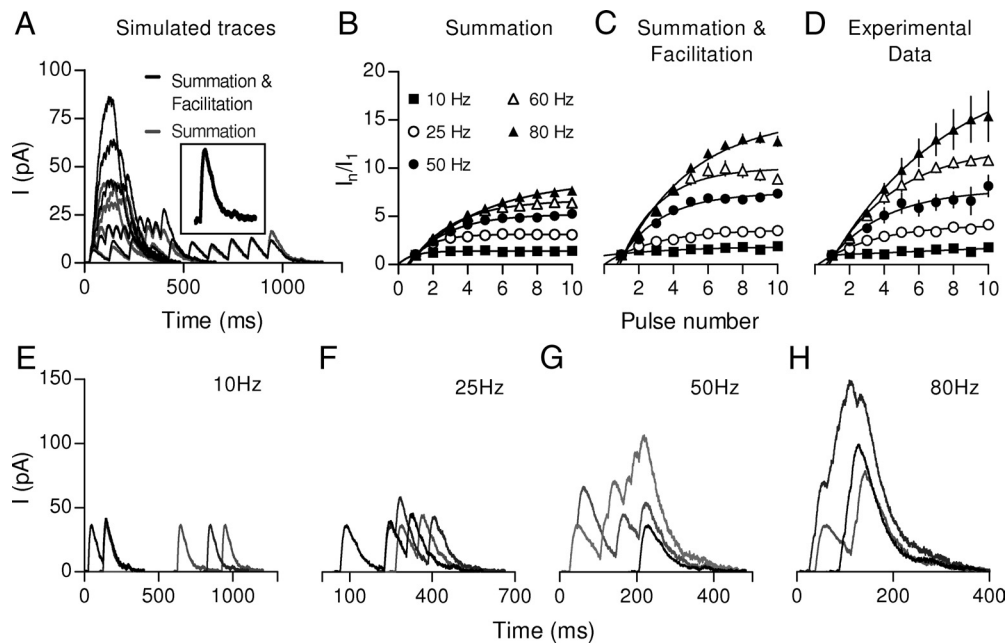 A
Simulated traces
100
75
50
25
0
I (pA)
0
500
1000
Time (ms)
Summation &
Facilitation
Summation
B
Summation
20
15
10
5
0
Iₙ/I₁
10 Hz
25 Hz
50 Hz
60 Hz
80 Hz
0 2 4 6 8 10
C
Summation &
Facilitation
0 2 4 6 8 10
Pulse number
D
Experimental
Data
2 4 6 8 10
E
10Hz
150
100
50
0
I (pA)
0 500 1000
F
25Hz
100 400 700
G
50Hz
0 200 400
H
80Hz
0 200 400
Time (ms)